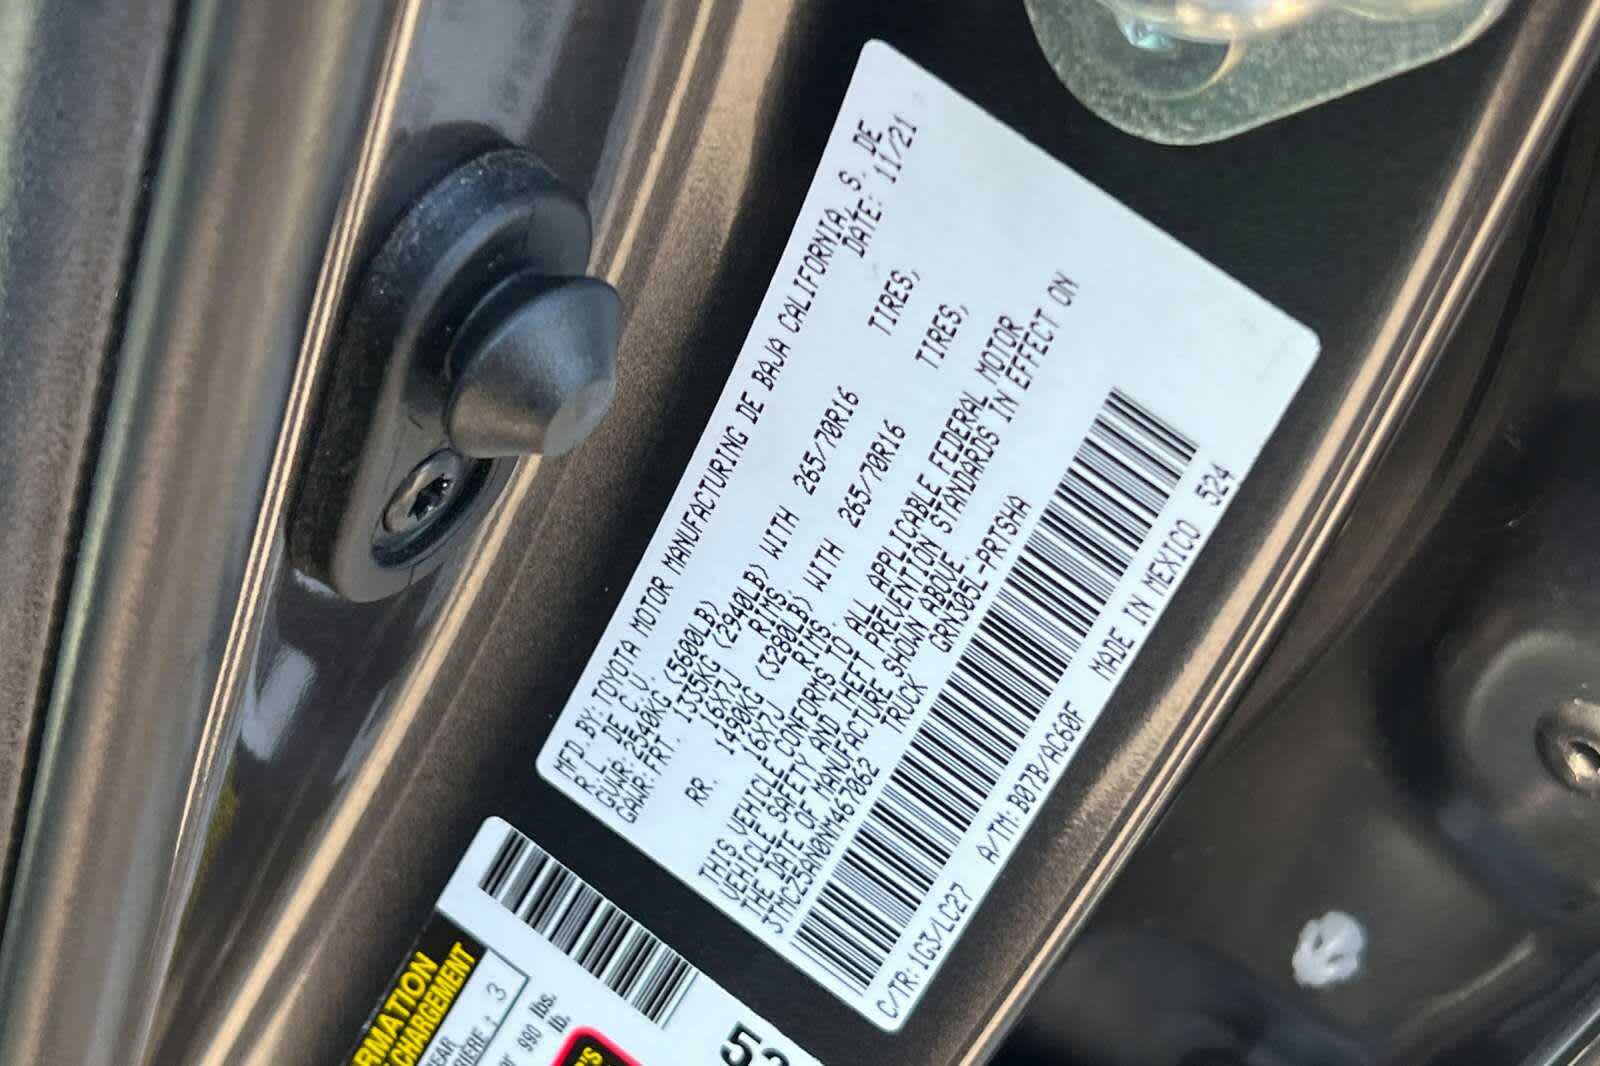 MFD. BY: TOYOTA MOTOR MANUFACTURING DE BAJA CALIFORNIA, S. DE
R.L. DE C.V. DATE: 11/21
GVWR: 2540KG (5600LB)
GAWR: FRT. 1335KG (2940LB) WITH 265/70R16 TIRES,
16X7J RIMS
RR. 1490KG (3280LB) WITH 265/70R16 TIRES,
16X7J RIMS
THIS VEHICLE CONFORMS TO ALL APPLICABLE FEDERAL MOTOR
VEHICLE SAFETY AND THEFT PREVENTION STANDARDS IN EFFECT ON
THE DATE OF MANUFACTURE SHOWN ABOVE.
3TMCZ5AN0NM467062 TRUCK GRN305L-PRTSHA
C/TR: 1G3/LC27 A/TM: B07B/AC60F MADE IN MEXICO 524
RMATION
CHARGEMENT
EAR
RIERE : 3
990 lbs.
lb.